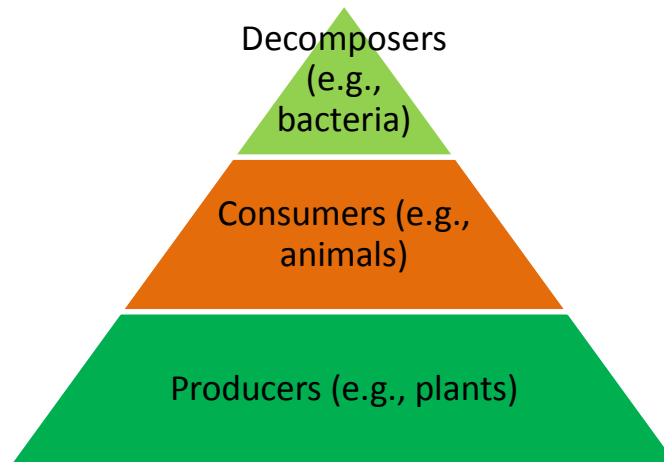 Decomposers
(e.g.,
bacteria)
Consumers (e.g.,
animals)
Producers (e.g., plants)